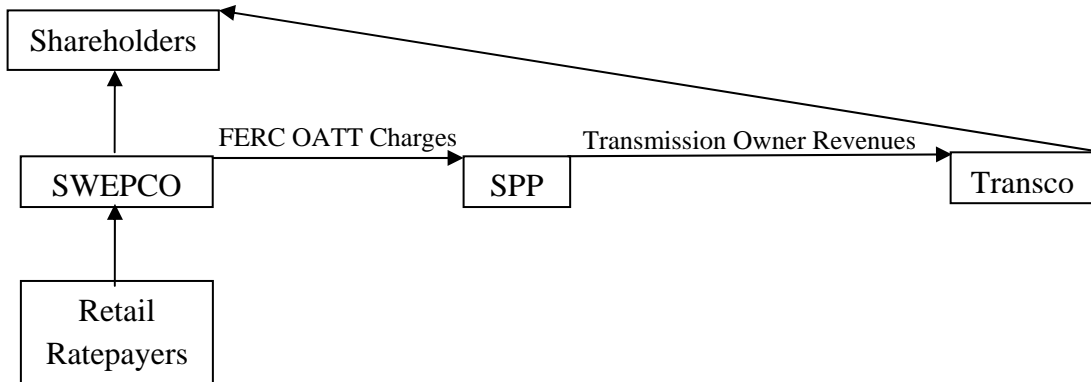 Shareholders
FERC OATT Charges
Transmission Owner Revenues
SWEPCO
SPP
Transco
Retail
Ratepayers